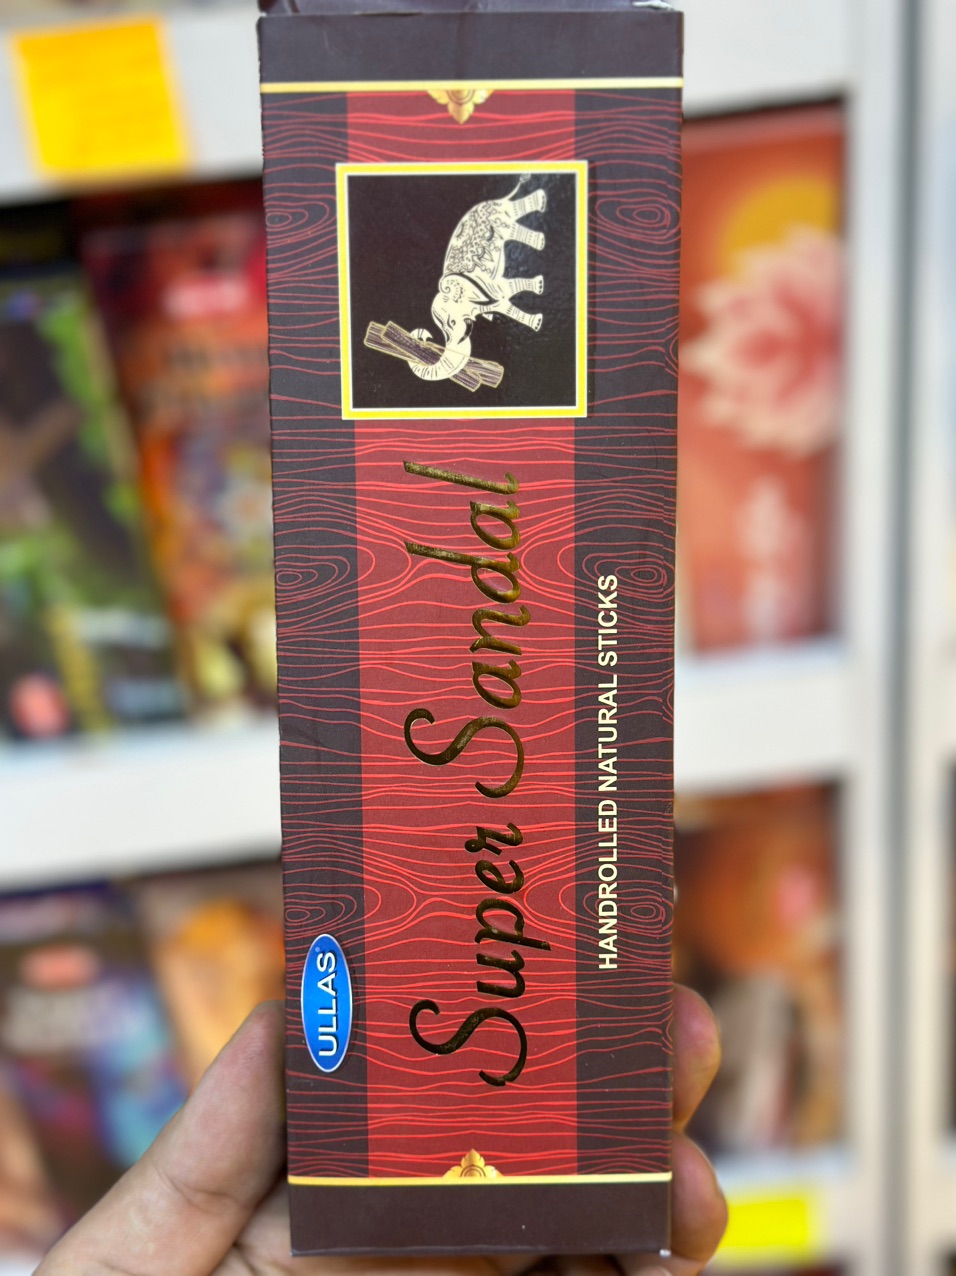 ULLAS
Super Sandal
HANDROLLED NATURAL STICKS